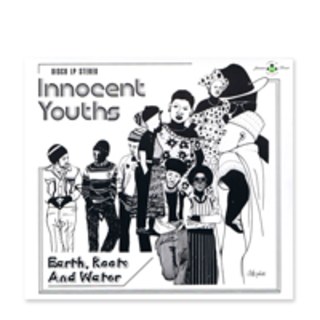 DISCO LP STEREO
Innocent
Youths
Earth, Roots
And Water